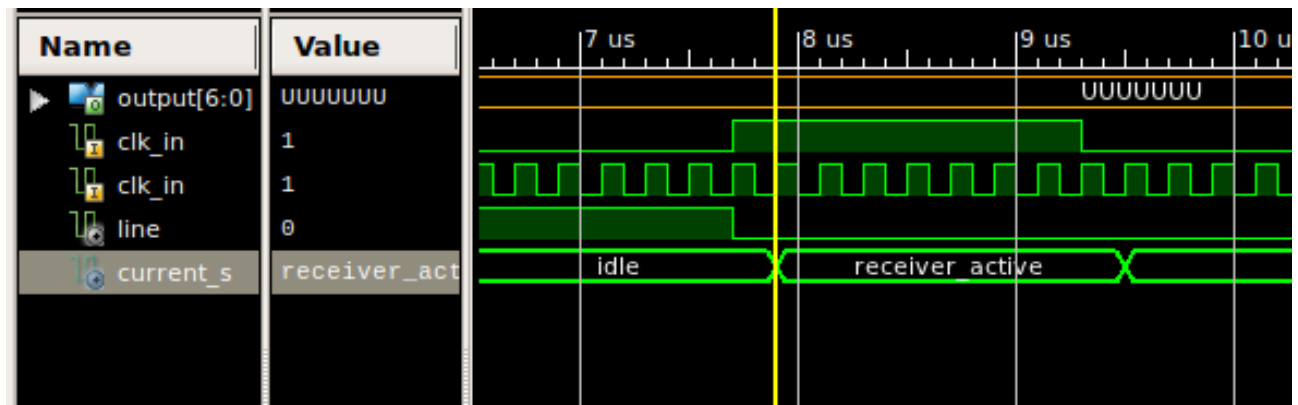 Name Value 7 us 8 us 9 us 10 u
output[6:0] UUUUUUU UUUUUUU
clk_in 1
clk_in 1
line 0
current_s receiver_act idle receiver_active